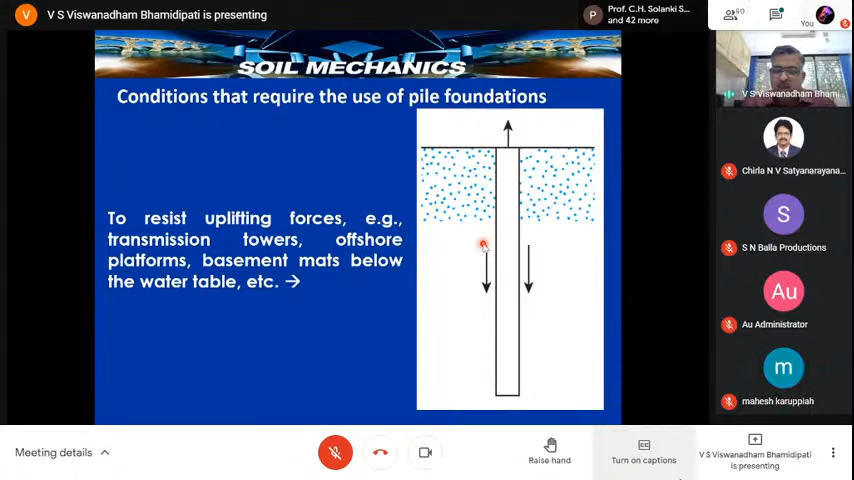 V
V S Viswanadham Bhamidipati is presenting
P
Prof. C.H. Solanki S...
and 42 more
50
You
SOIL MECHANICS
Conditions that require the use of pile foundations
To resist uplifting forces, e.g.,
transmission towers, offshore
platforms, basement mats below
the water table, etc. →
V S Viswanadham Bhami...
Chirla N V Satyanarayana...
S
S N Balla Productions
Au
Au Administrator
m
mahesh karuppiah
Meeting details
Raise hand
Turn on captions
V S Viswanadham Bhamidipati
is presenting